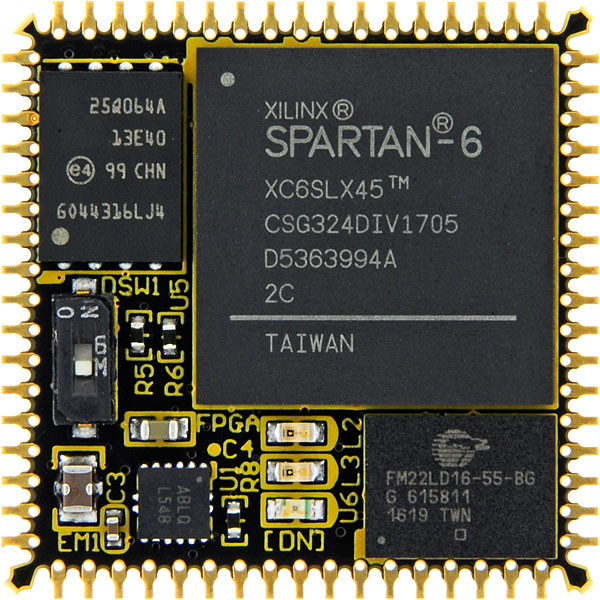 25Q064A
13E40
e4 99 CHN
6044316LJ4
XILINX®
SPARTAN®-6
XC6SLX45™
CSG324DIV1705
D5363994A
2C
TAIWAN
DSW1
U5
ON
R5
R6
FPGA
C4
L2
L3
R8
U1
U6
C3
EM1
ABLQ
L548
[DN]
FM22LD16-55-BG
G 615811
1619 TWN